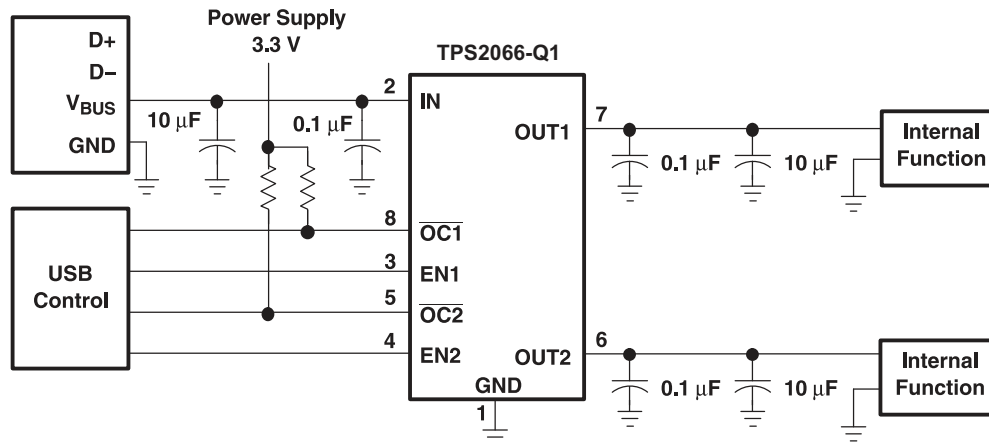 Power Supply
3.3 V
TPS2066-Q1
D+
D−
V_BUS
GND
10 µF
0.1 µF
2
IN
7
OUT1
0.1 µF
10 µF
Internal
Function
8
OC1
USB
Control
3
EN1
5
OC2
4
EN2
6
OUT2
0.1 µF
10 µF
Internal
Function
GND
1